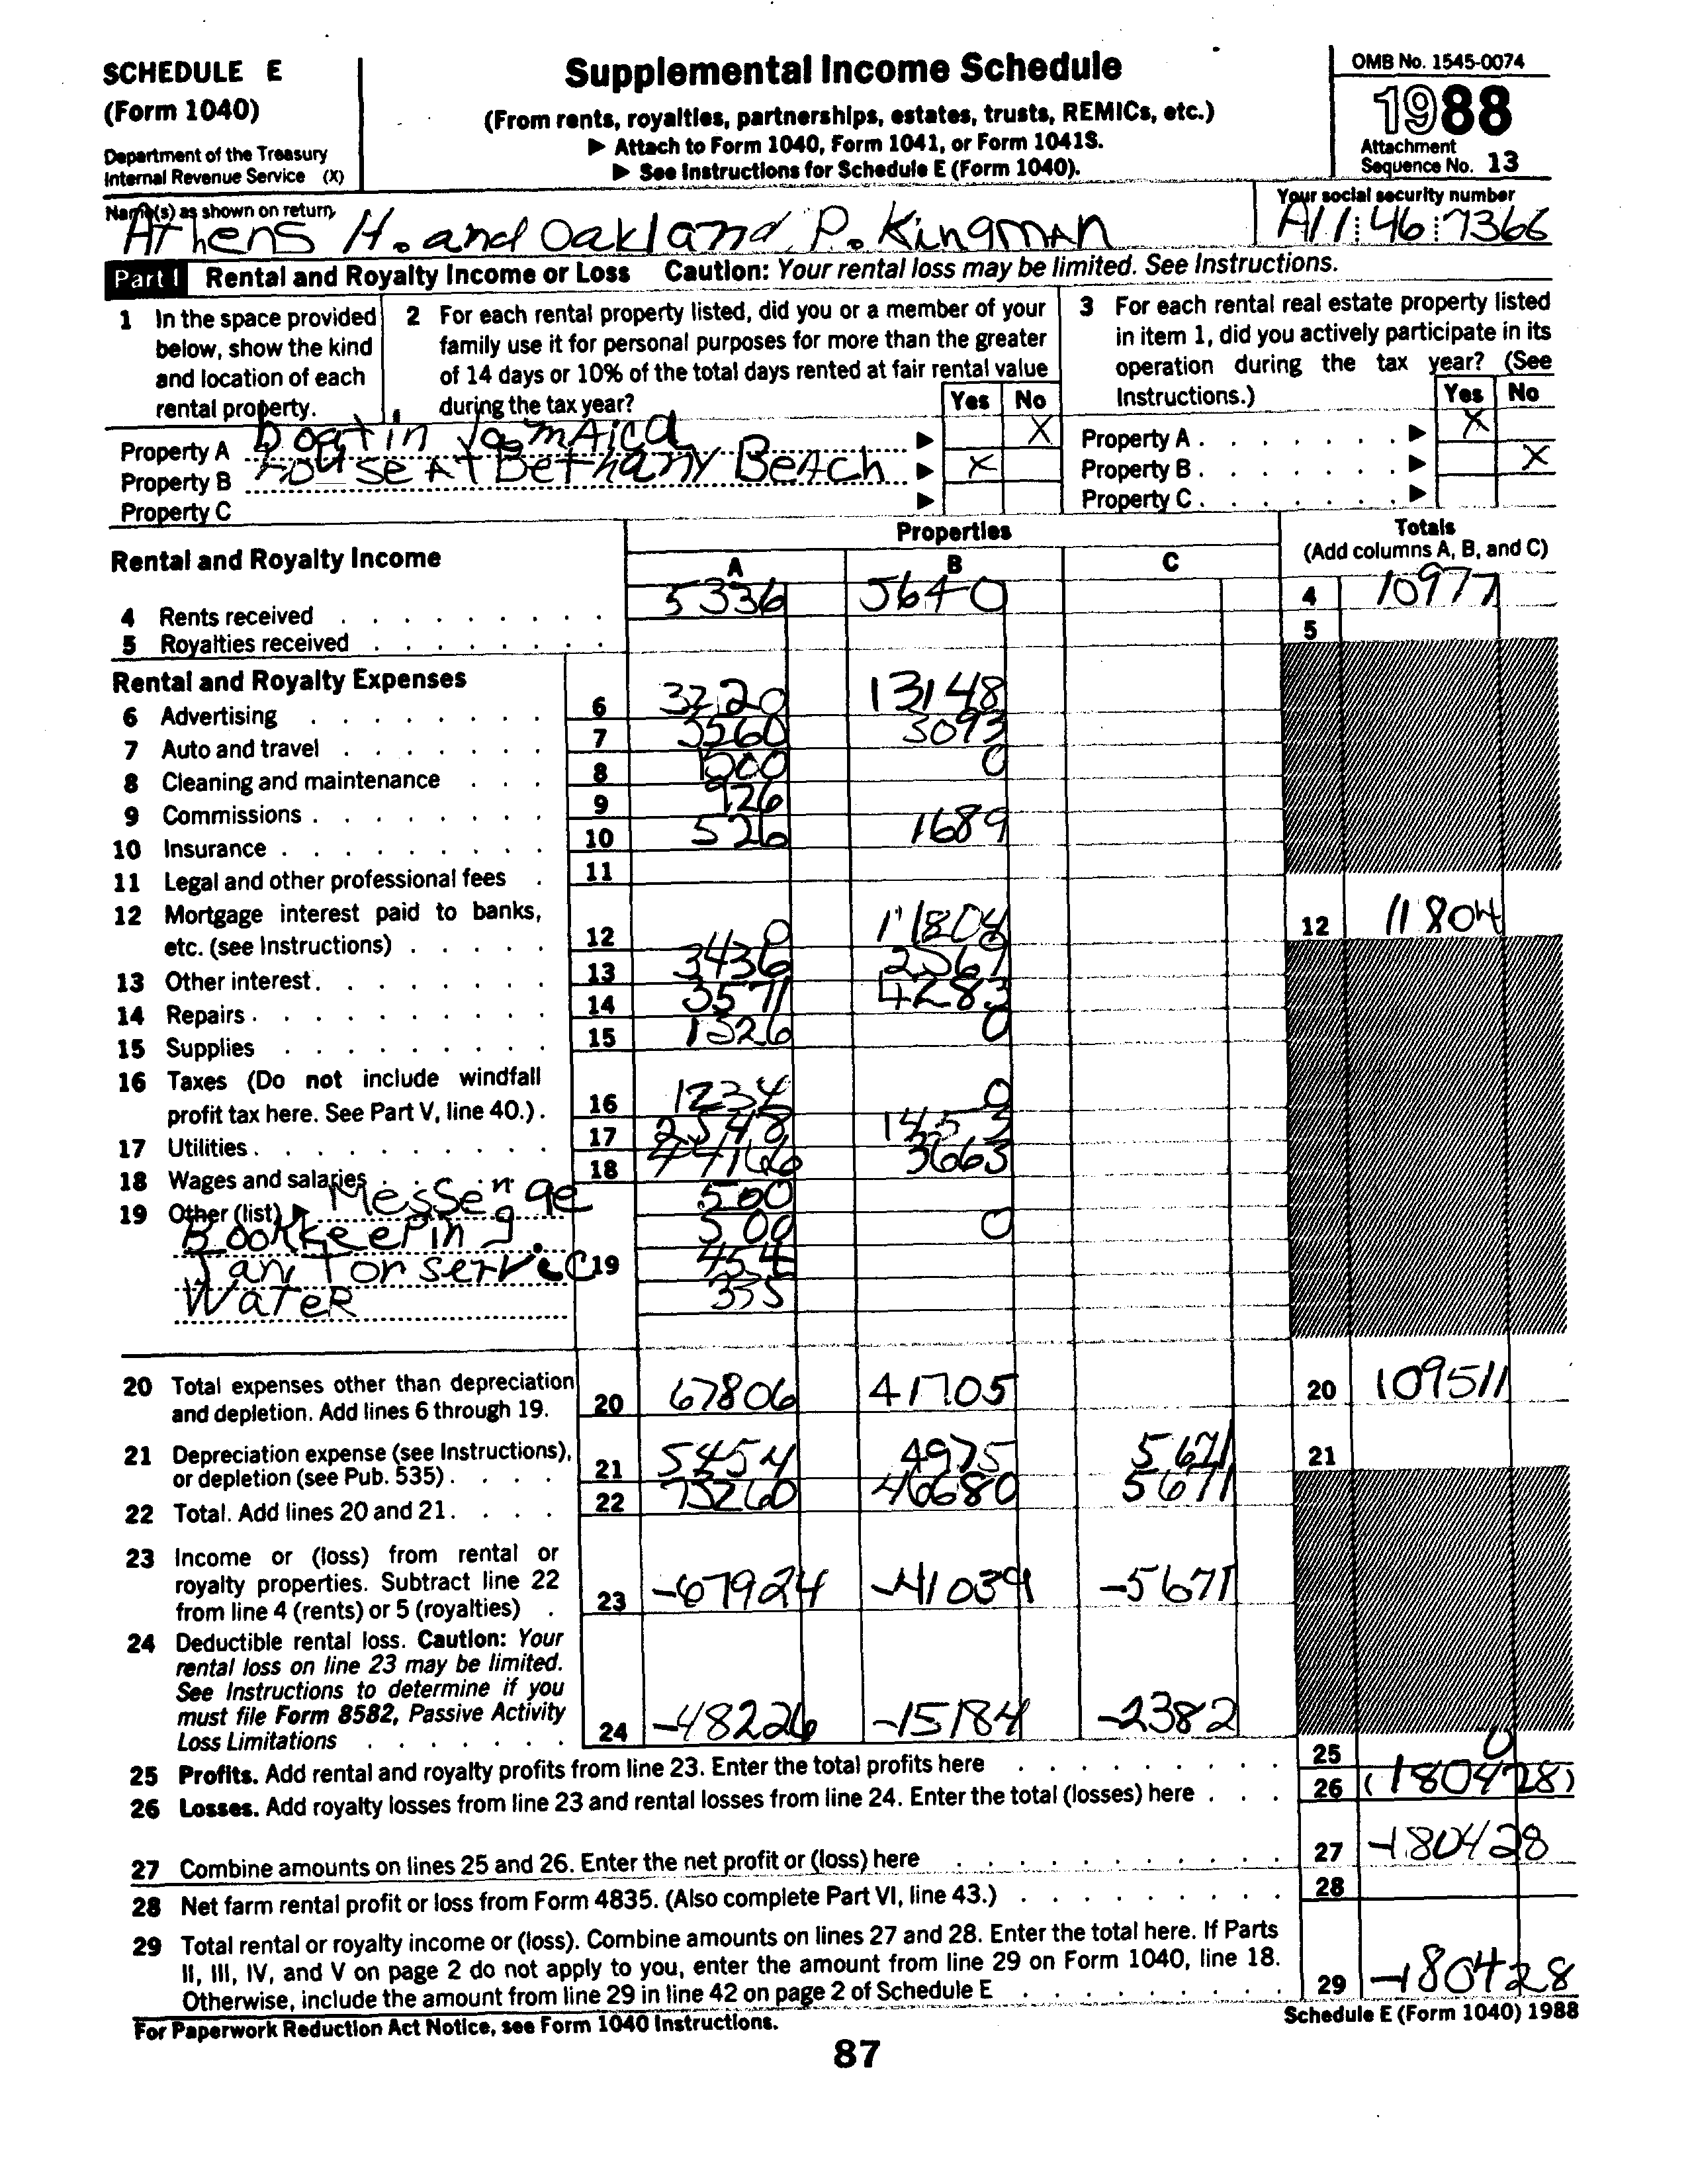 SCHEDULE E
(Form 1040)
Department of the Treasury
Internal Revenue Service (X)
Supplemental Income Schedule
(From rents, royalties, partnerships, estates, trusts, REMICs, etc.)
▶ Attach to Form 1040, Form 1041, or Form 1041S.
▶ See Instructions for Schedule E (Form 1040).
OMB No. 1545-0074
1988
Attachment
Sequence No. 13
Name(s) as shown on return
Athens H. and Oakland P. Kingman
Your social security number
A11:46:7366
Part I Rental and Royalty Income or Loss Caution: Your rental loss may be limited. See Instructions.
1 In the space provided
below, show the kind
and location of each
rental property.
2 For each rental property listed, did you or a member of your
family use it for personal purposes for more than the greater
of 14 days or 10% of the total days rented at fair rental value
during the tax year?
Yes No
3 For each rental real estate property listed
in item 1, did you actively participate in its
operation during the tax year? (See
Instructions.)
Yes No
Property A Boat in Jamaica ▶ X
Property B House At Bethany Beach ▶ X
Property C ▶
Property A . . . . . . . ▶ X
Property B . . . . . . . ▶ X
Property C . . . . . . . ▶
Rental and Royalty Income
Properties
A B C
Totals
(Add columns A, B, and C)
4 Rents received 5336 5640 4 10977
5 Royalties received 5
Rental and Royalty Expenses
6 Advertising 6 3220 13148
7 Auto and travel 7 3560 3093
8 Cleaning and maintenance 8 1500 0
9 Commissions 9 926
10 Insurance 10 526 1689
11 Legal and other professional fees 11
12 Mortgage interest paid to banks,
etc. (see Instructions) 12 0 11804 12 11804
13 Other interest 13 3436 2569
14 Repairs 14 3571 4283
15 Supplies 15 1326 0
16 Taxes (Do not include windfall
profit tax here. See Part V, line 40.) 16 1234 0
17 Utilities 17 2548 1453
18 Wages and salaries 18 44166 3663
19 Other (list) ▶ Messenge 500
Bookkeeping 500 0
Janitor servic 19 454
Water 335
20 Total expenses other than depreciation
and depletion. Add lines 6 through 19. 20 67806 41705 20 109511
21 Depreciation expense (see Instructions),
or depletion (see Pub. 535) 21 5454 4975 5671 21
22 Total. Add lines 20 and 21 22 73260 46680 5671
23 Income or (loss) from rental or
royalty properties. Subtract line 22
from line 4 (rents) or 5 (royalties) 23 -67924 -41039 -5671
24 Deductible rental loss. Caution: Your
rental loss on line 23 may be limited.
See Instructions to determine if you
must file Form 8582, Passive Activity
Loss Limitations 24 -48226 -15184 -2382
25 Profits. Add rental and royalty profits from line 23. Enter the total profits here 25 0
26 Losses. Add royalty losses from line 23 and rental losses from line 24. Enter the total (losses) here 26 (180428)
27 Combine amounts on lines 25 and 26. Enter the net profit or (loss) here 27 -180428
28 Net farm rental profit or loss from Form 4835. (Also complete Part VI, line 43.) 28
29 Total rental or royalty income or (loss). Combine amounts on lines 27 and 28. Enter the total here. If Parts
II, III, IV, and V on page 2 do not apply to you, enter the amount from line 29 on Form 1040, line 18.
Otherwise, include the amount from line 29 in line 42 on page 2 of Schedule E 29 -180428
For Paperwork Reduction Act Notice, see Form 1040 Instructions.
Schedule E (Form 1040) 1988
87